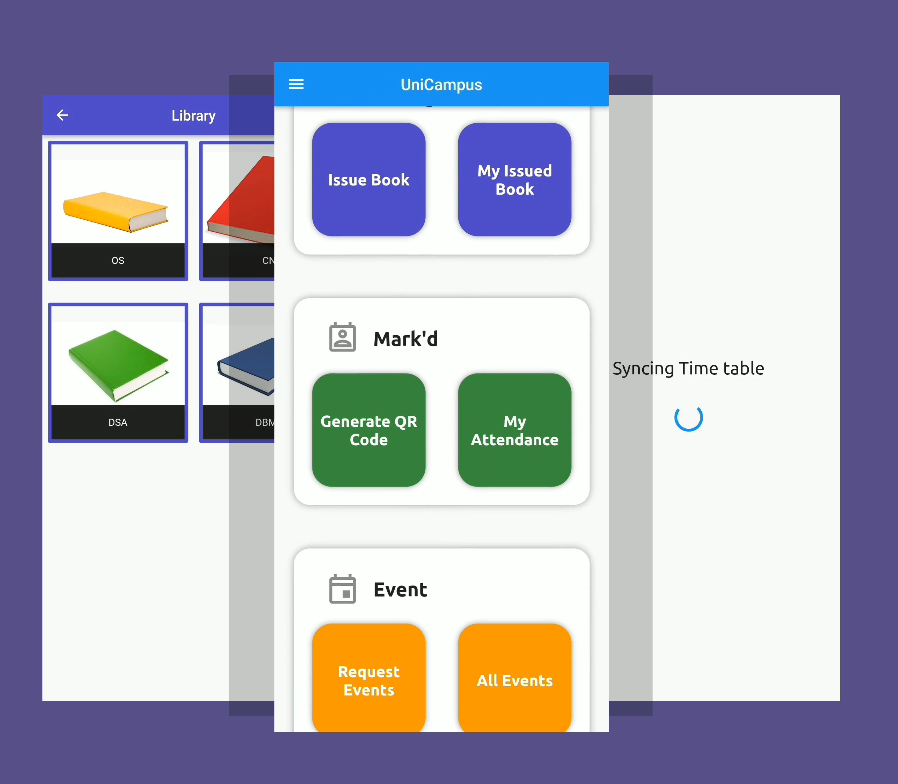 Library
OS
CN
DSA
DBM
UniCampus
Issue Book
My Issued
Book
Mark'd
Generate QR
Code
My
Attendance
Event
Request
Events
All Events
Syncing Time table